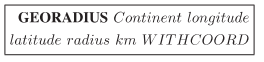 GEORADIUS Continent longitude
latitude radius km WITHCOORD